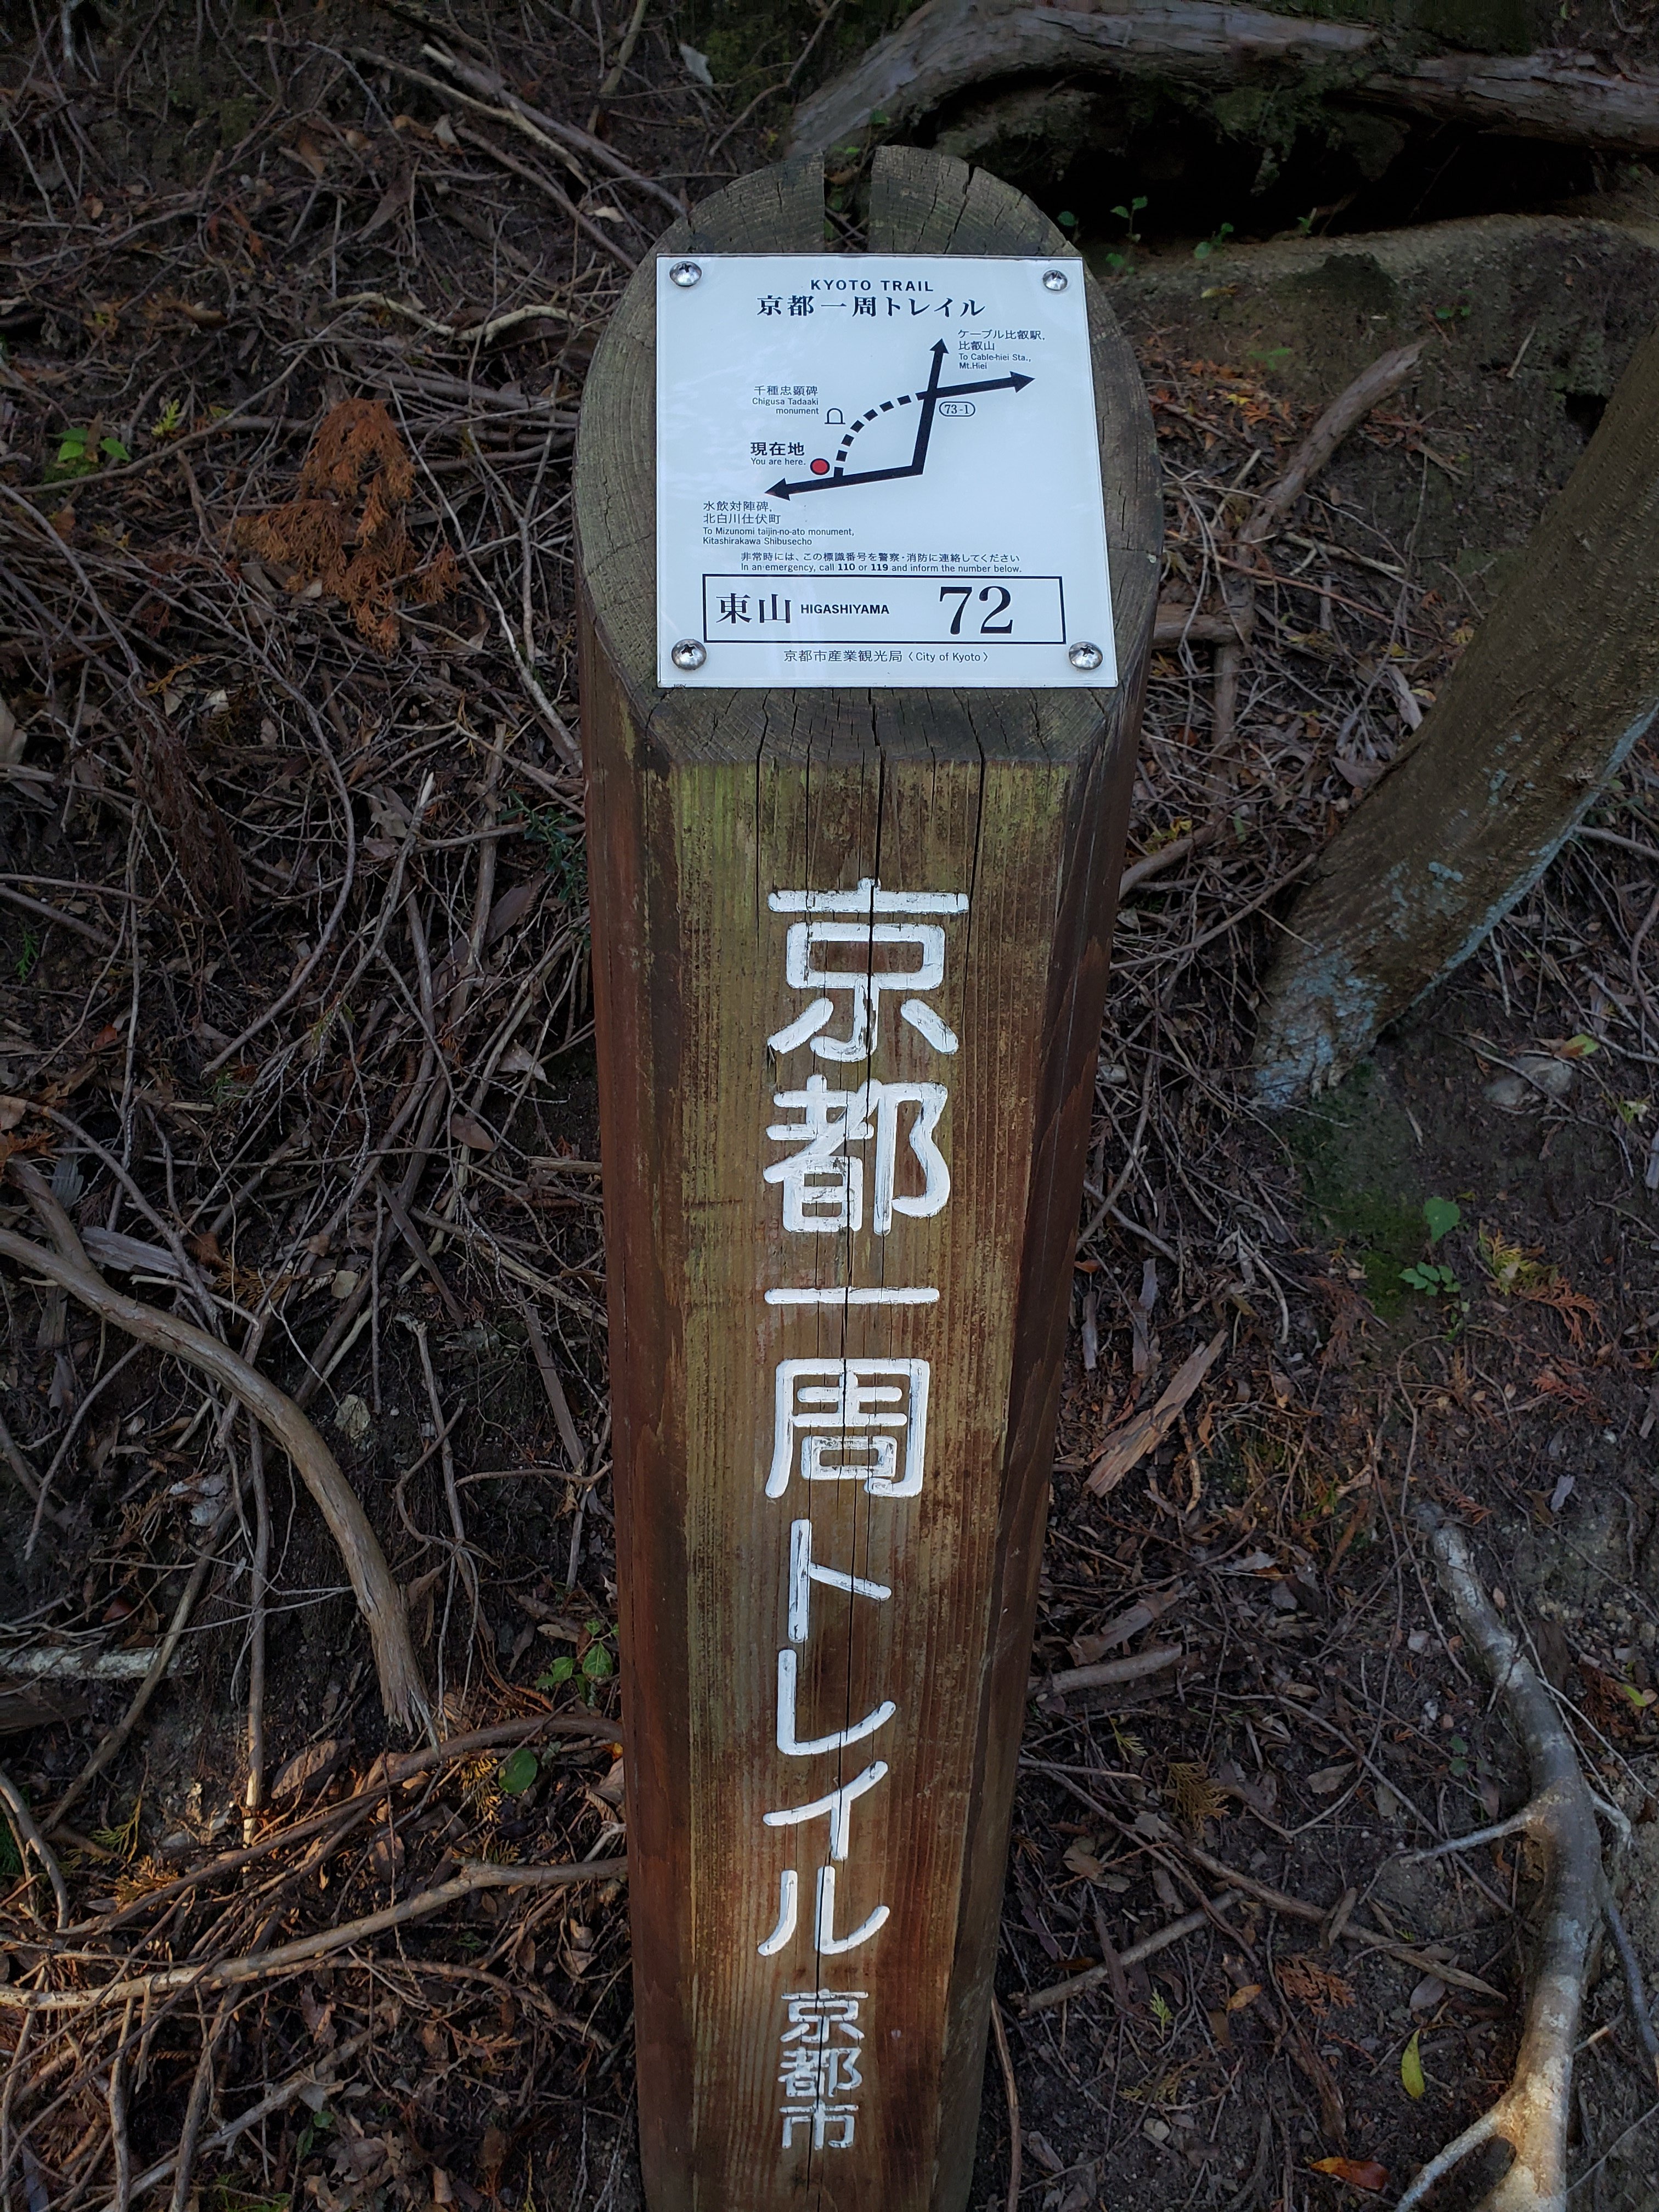 KYOTO TRAIL
京都一周トレイル
ケーブル比叡駅,
比叡山
To Cable-hiei Sta.,
Mt.Hiei
千種忠顕碑
Chigusa Tadaaki
monument
73-1
現在地
You are here.
水飲対陣碑,
北白川仕伏町
To Mizunomi taijin-no-ato monument,
Kitashirakawa Shibusecho
非常時には、この標識番号を警察・消防に連絡してください
In an emergency, call 110 or 119 and inform the number below.
東山 HIGASHIYAMA 72
京都市産業観光局〈City of Kyoto〉
京都一周トレイル
京都市